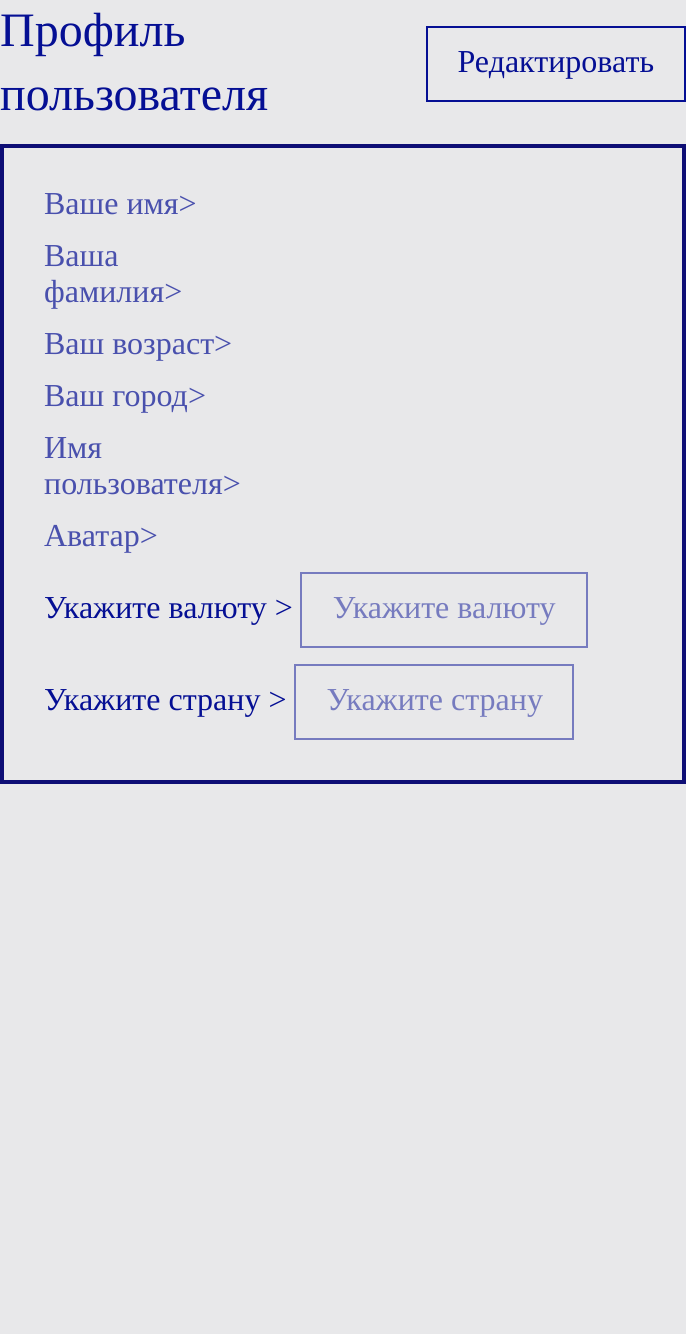 Профиль
пользователя
Редактировать
Ваше имя>
Ваша
фамилия>
Ваш возраст>
Ваш город>
Имя
пользователя>
Аватар>
Укажите валюту > Укажите валюту
Укажите страну > Укажите страну